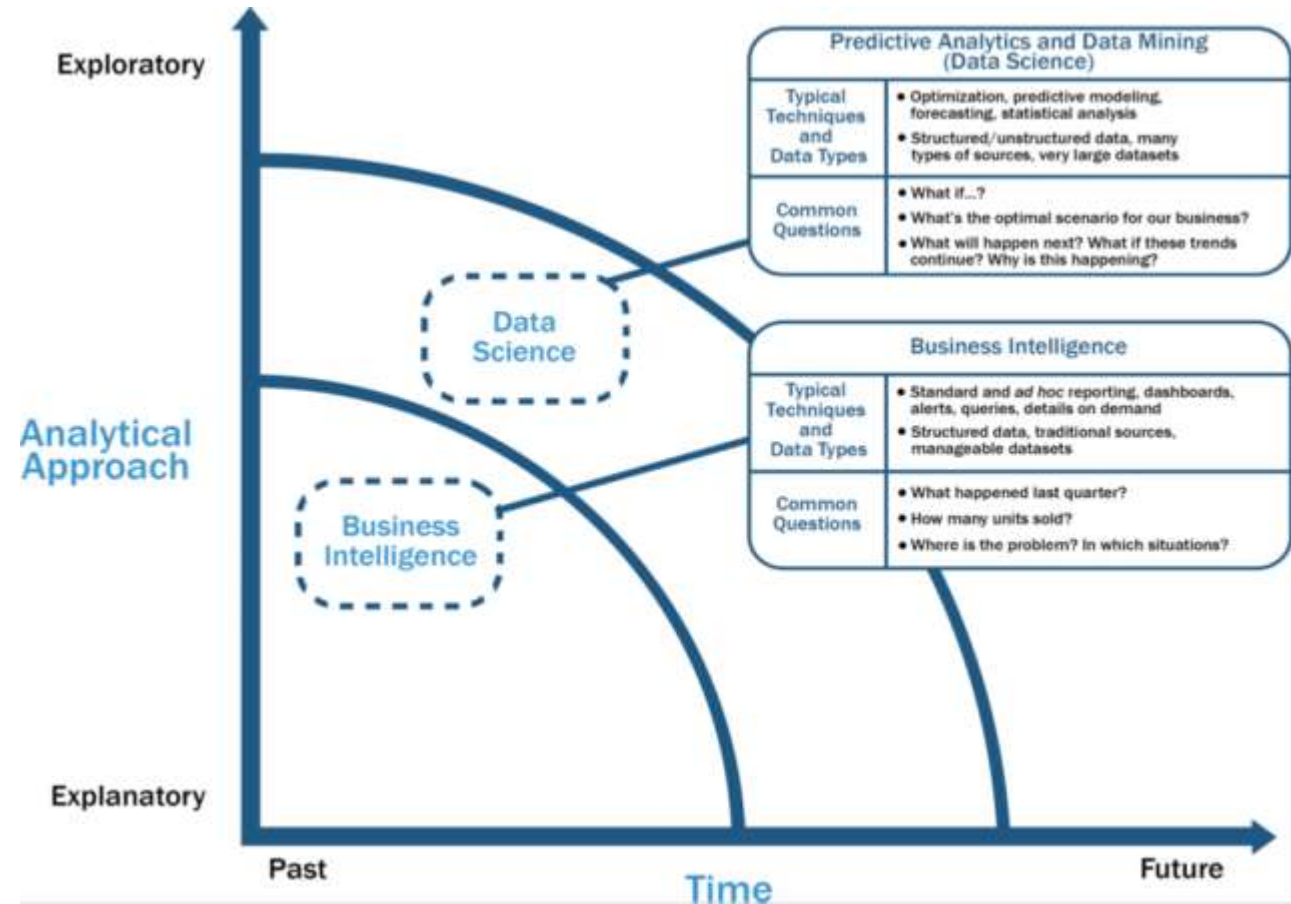 Exploratory
Predictive Analytics and Data Mining
(Data Science)
Typical
Techniques
and
Data Types
• Optimization, predictive modeling,
forecasting, statistical analysis
• Structured/unstructured data, many
types of sources, very large datasets
Common
Questions
• What if...?
• What's the optimal scenario for our business?
• What will happen next? What if these trends
continue? Why is this happening?
Data
Science
Business Intelligence
Typical
Techniques
and
Data Types
• Standard and ad hoc reporting, dashboards,
alerts, queries, details on demand
• Structured data, traditional sources,
manageable datasets
Common
Questions
• What happened last quarter?
• How many units sold?
• Where is the problem? In which situations?
Analytical
Approach
Business
Intelligence
Explanatory
Past
Time
Future